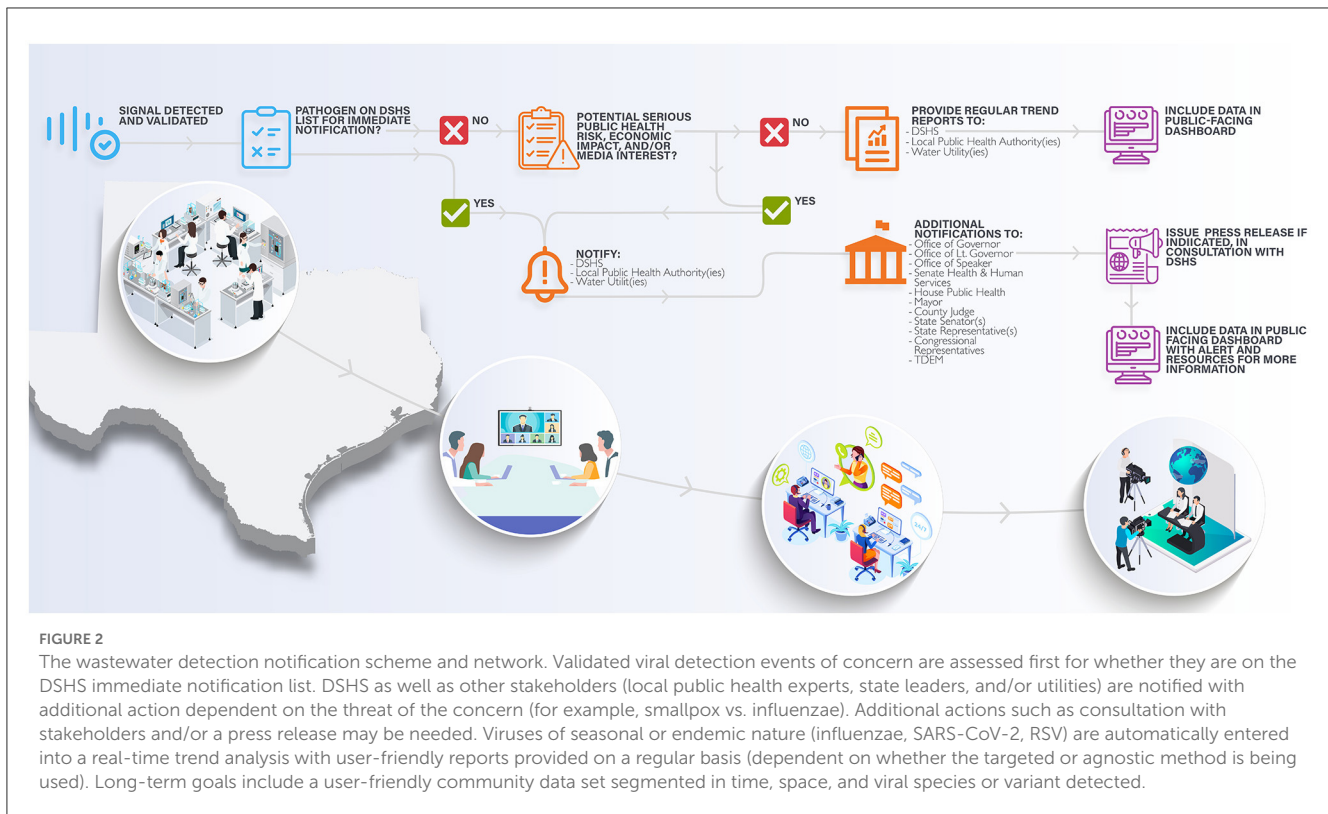 SIGNAL DETECTED
AND VALIDATED
PATHOGEN ON DSHS
LIST FOR IMMEDIATE
NOTIFICATION?
NO
YES
POTENTIAL SERIOUS
PUBLIC HEALTH
RISK, ECONOMIC
IMPACT, AND/OR
MEDIA INTEREST?
NO
YES
PROVIDE REGULAR TREND
REPORTS TO:
- DSHS
- Local Public Health Authority(ies)
- Water Utility(ies)
INCLUDE DATA IN
PUBLIC-FACING
DASHBOARD
NOTIFY:
- DSHS
- Local Public Health Authority(ies)
- Water Utilit(ies)
ADDITIONAL
NOTIFICATIONS TO:
- Office of Governor
- Office of Lt. Governor
- Office of Speaker
- Senate Health & Human
Services
- House Public Health
- Mayor
- County Judge
- State Senator(s)
- State Representative(s)
- Congressional
Representatives
- TDEM
ISSUE PRESS RELEASE IF
INDICATED, IN
CONSULTATION WITH
DSHS
INCLUDE DATA IN PUBLIC
FACING DASHBOARD
WITH ALERT AND
RESOURCES FOR MORE
INFORMATION
FIGURE 2
The wastewater detection notification scheme and network. Validated viral detection events of concern are assessed first for whether they are on the
DSHS immediate notification list. DSHS as well as other stakeholders (local public health experts, state leaders, and/or utilities) are notified with
additional action dependent on the threat of the concern (for example, smallpox vs. influenzae). Additional actions such as consultation with
stakeholders and/or a press release may be needed. Viruses of seasonal or endemic nature (influenzae, SARS-CoV-2, RSV) are automatically entered
into a real-time trend analysis with user-friendly reports provided on a regular basis (dependent on whether the targeted or agnostic method is being
used). Long-term goals include a user-friendly community data set segmented in time, space, and viral species or variant detected.